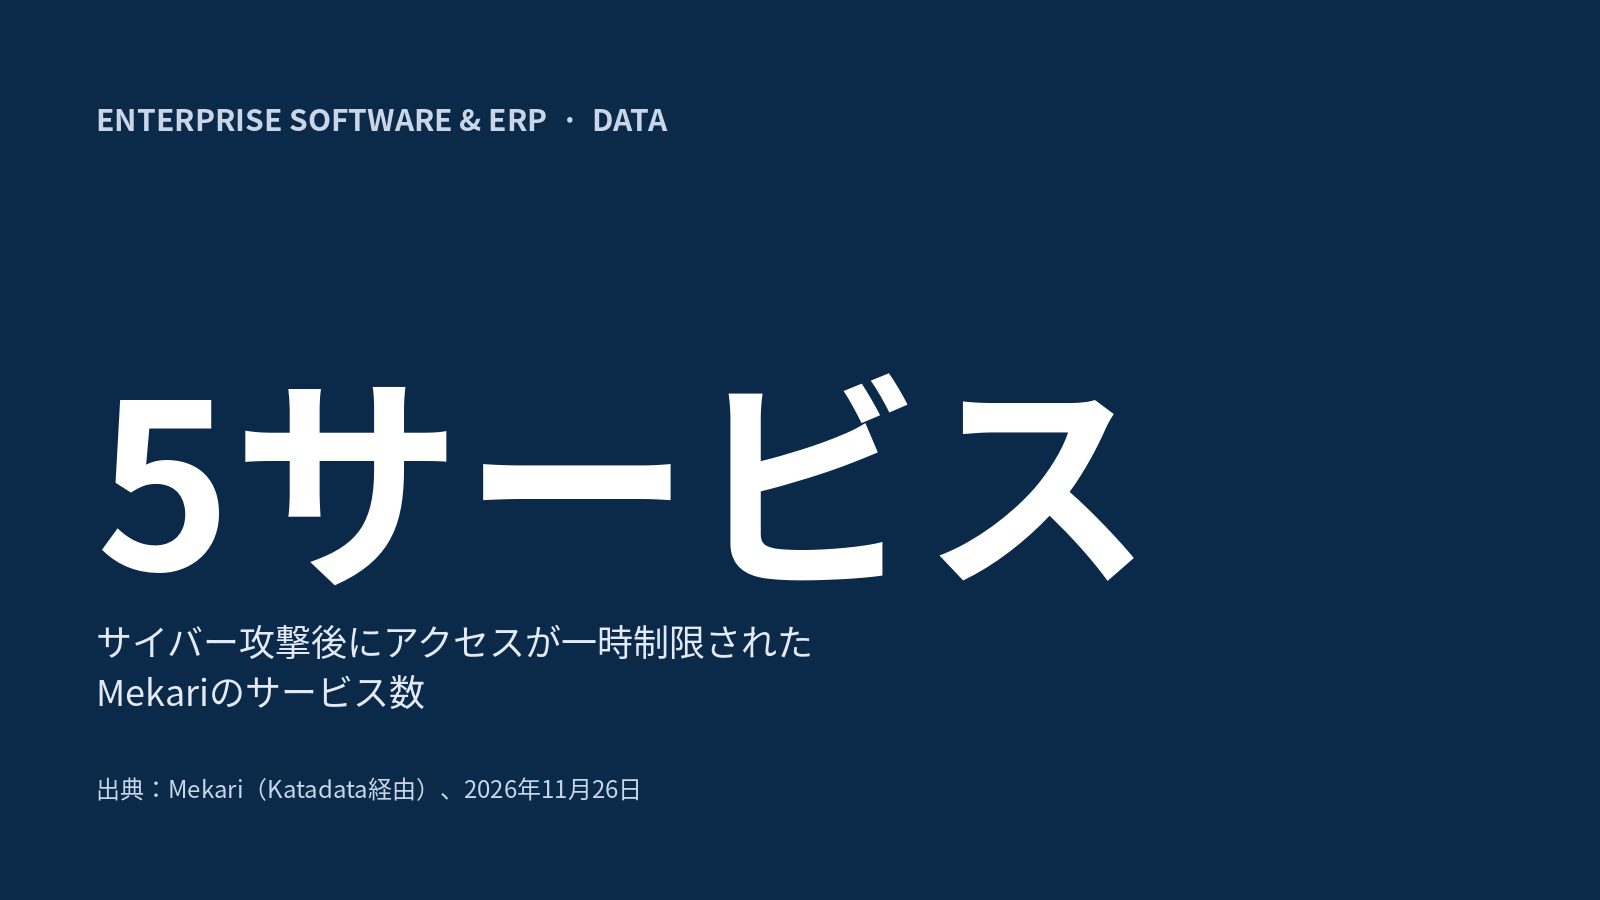 ENTERPRISE SOFTWARE & ERP · DATA
5サービス
サイバー攻撃後にアクセスが一時制限された
Mekariのサービス数
出典：Mekari（Katadata経由）、2026年11月26日